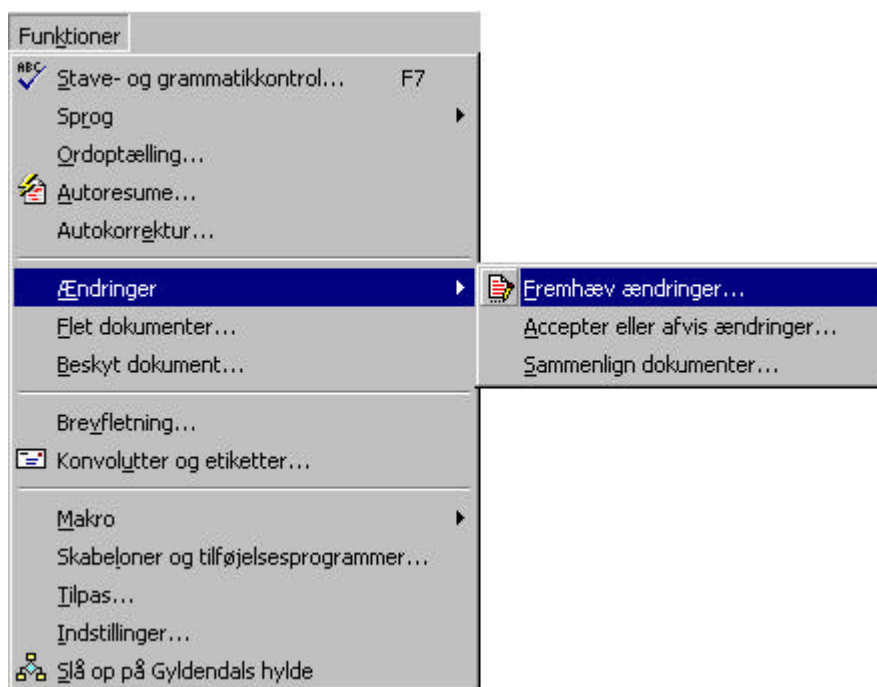 Funktioner
ABC
Stave- og grammatikkontrol... F7
Sprog
Ordoptælling...
Autoresume...
Autokorrektur...
Ændringer
Fremhæv ændringer...
Flet dokumenter...
Accepter eller afvis ændringer...
Beskyt dokument...
Sammenlign dokumenter...
Brevfletning...
Konvolutter og etiketter...
Makro
Skabeloner og tilføjelsesprogrammer...
Tilpas...
Indstillinger...
Slå op på Gyldendals hylde